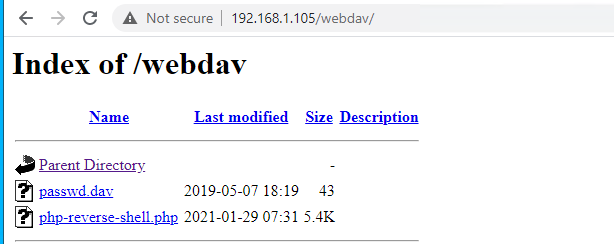 Not secure | 192.168.1.105/webdav/
Index of /webdav
Name Last modified Size Description
Parent Directory -
passwd.dav 2019-05-07 18:19 43
php-reverse-shell.php 2021-01-29 07:31 5.4K